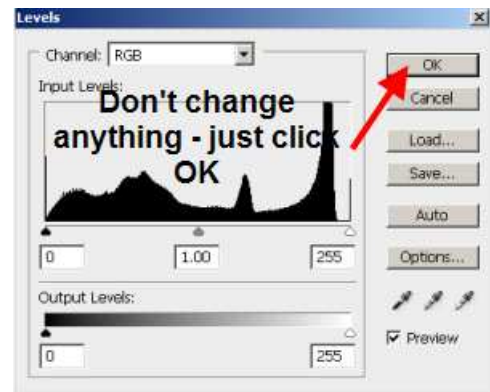 Levels
Channel: RGB
OK
Input Levels:
Cancel
Don't change
anything - just click
OK
Load...
Save...
Auto
0 1.00 255
Options...
Output Levels:
Preview
0 255